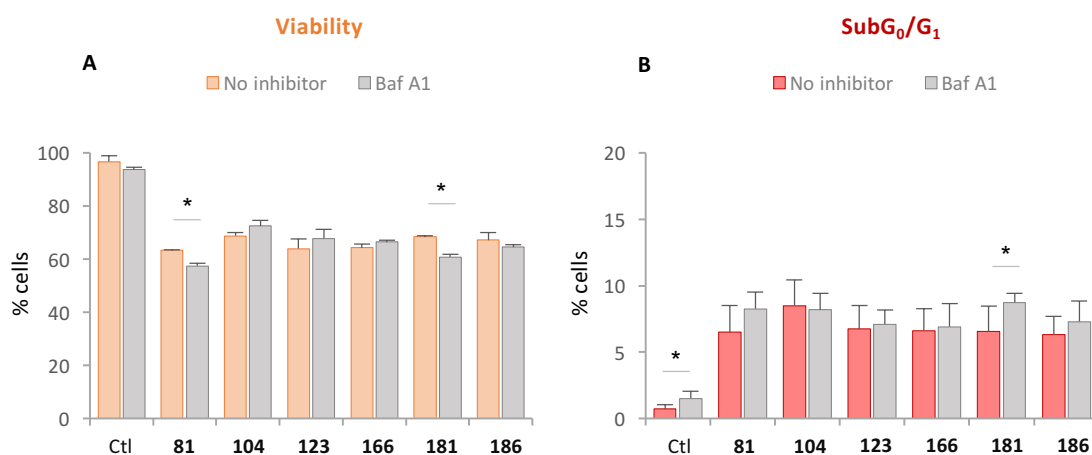 Viability
A
No inhibitor Baf A1
% cells
100
80
60
40
20
0
*
*
Ctl 81 104 123 166 181 186
SubG₀/G₁
B
No inhibitor Baf A1
% cells
20
15
10
5
0
*
*
Ctl 81 104 123 166 181 186